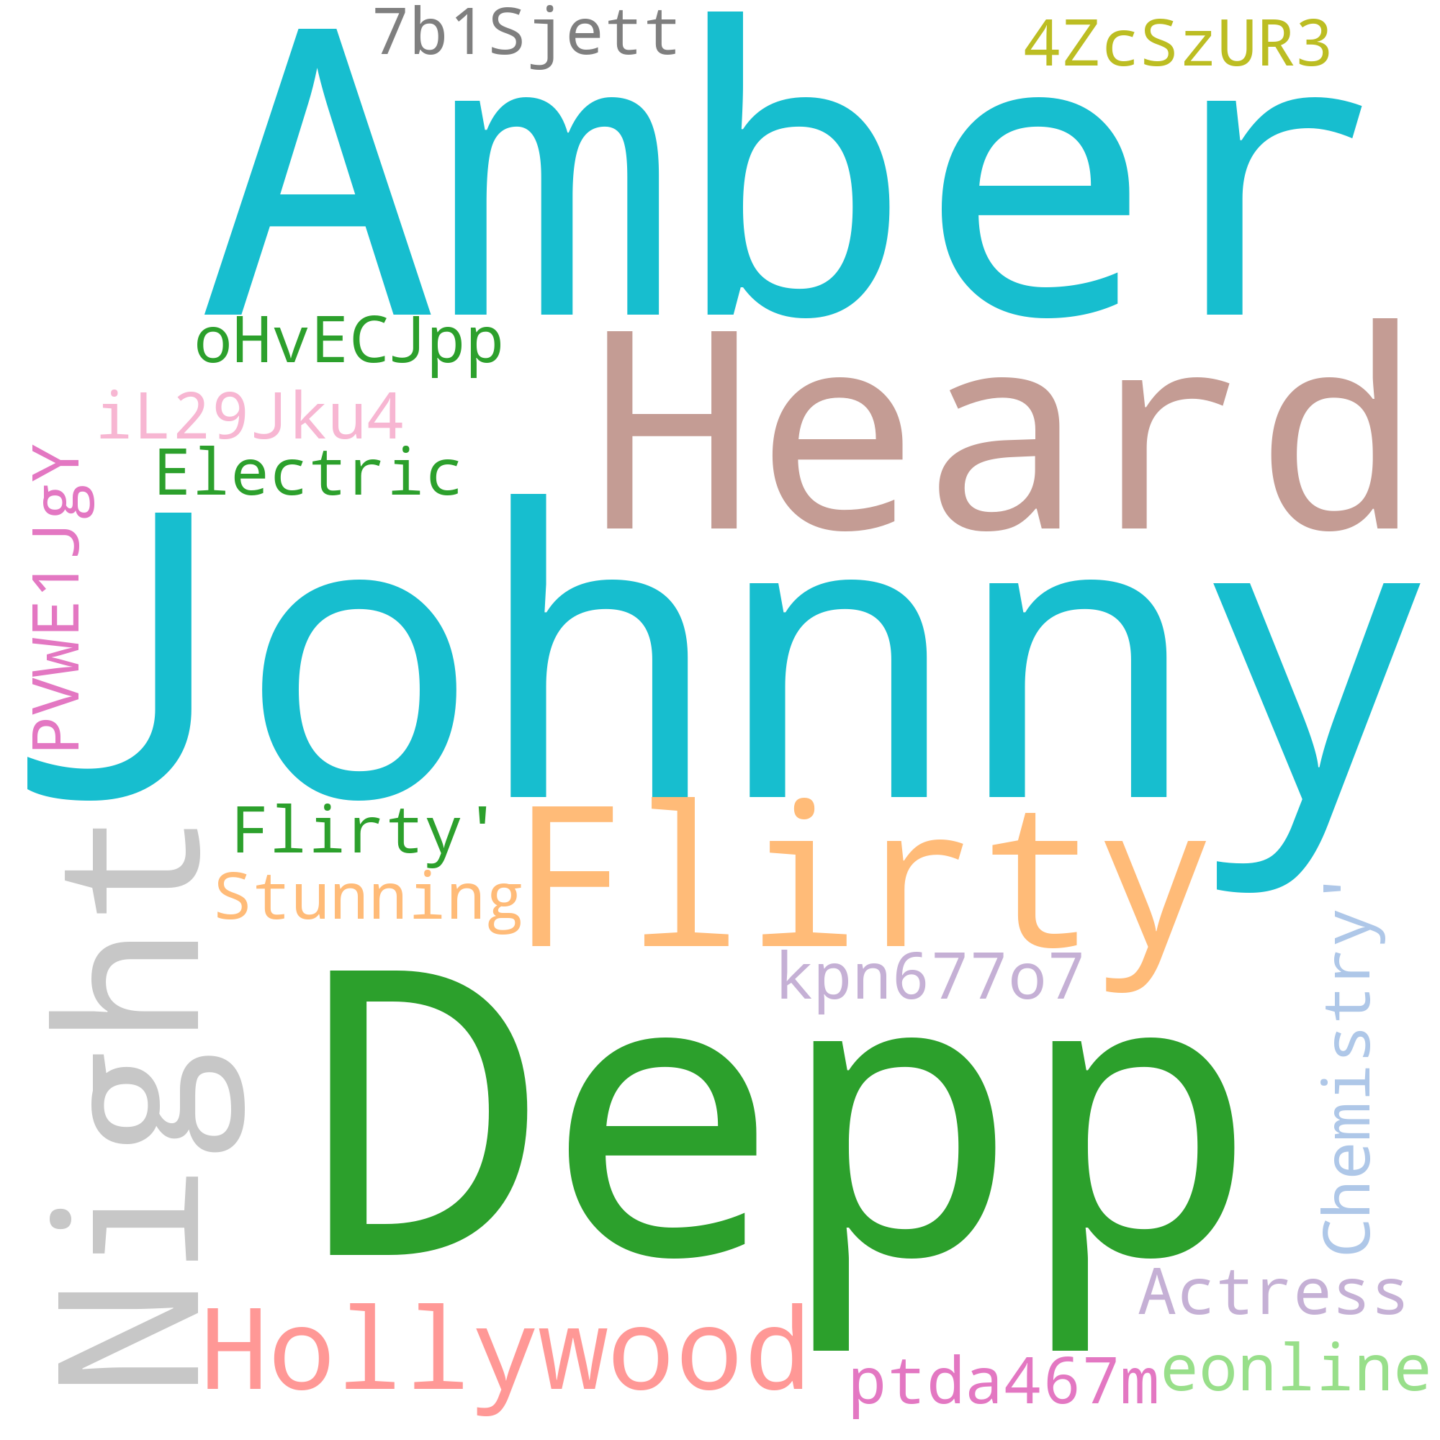 7b1Sjett
4ZcSzUR3
Amber
oHvECJpp
Heard
iL29Jku4
Electric
PVWE1JgY
Johnny
Flirty'
Flirty
Stunning
Night
kpn677o7
Chemistry'
Depp
Actress
Hollywood
ptda467m
eonline